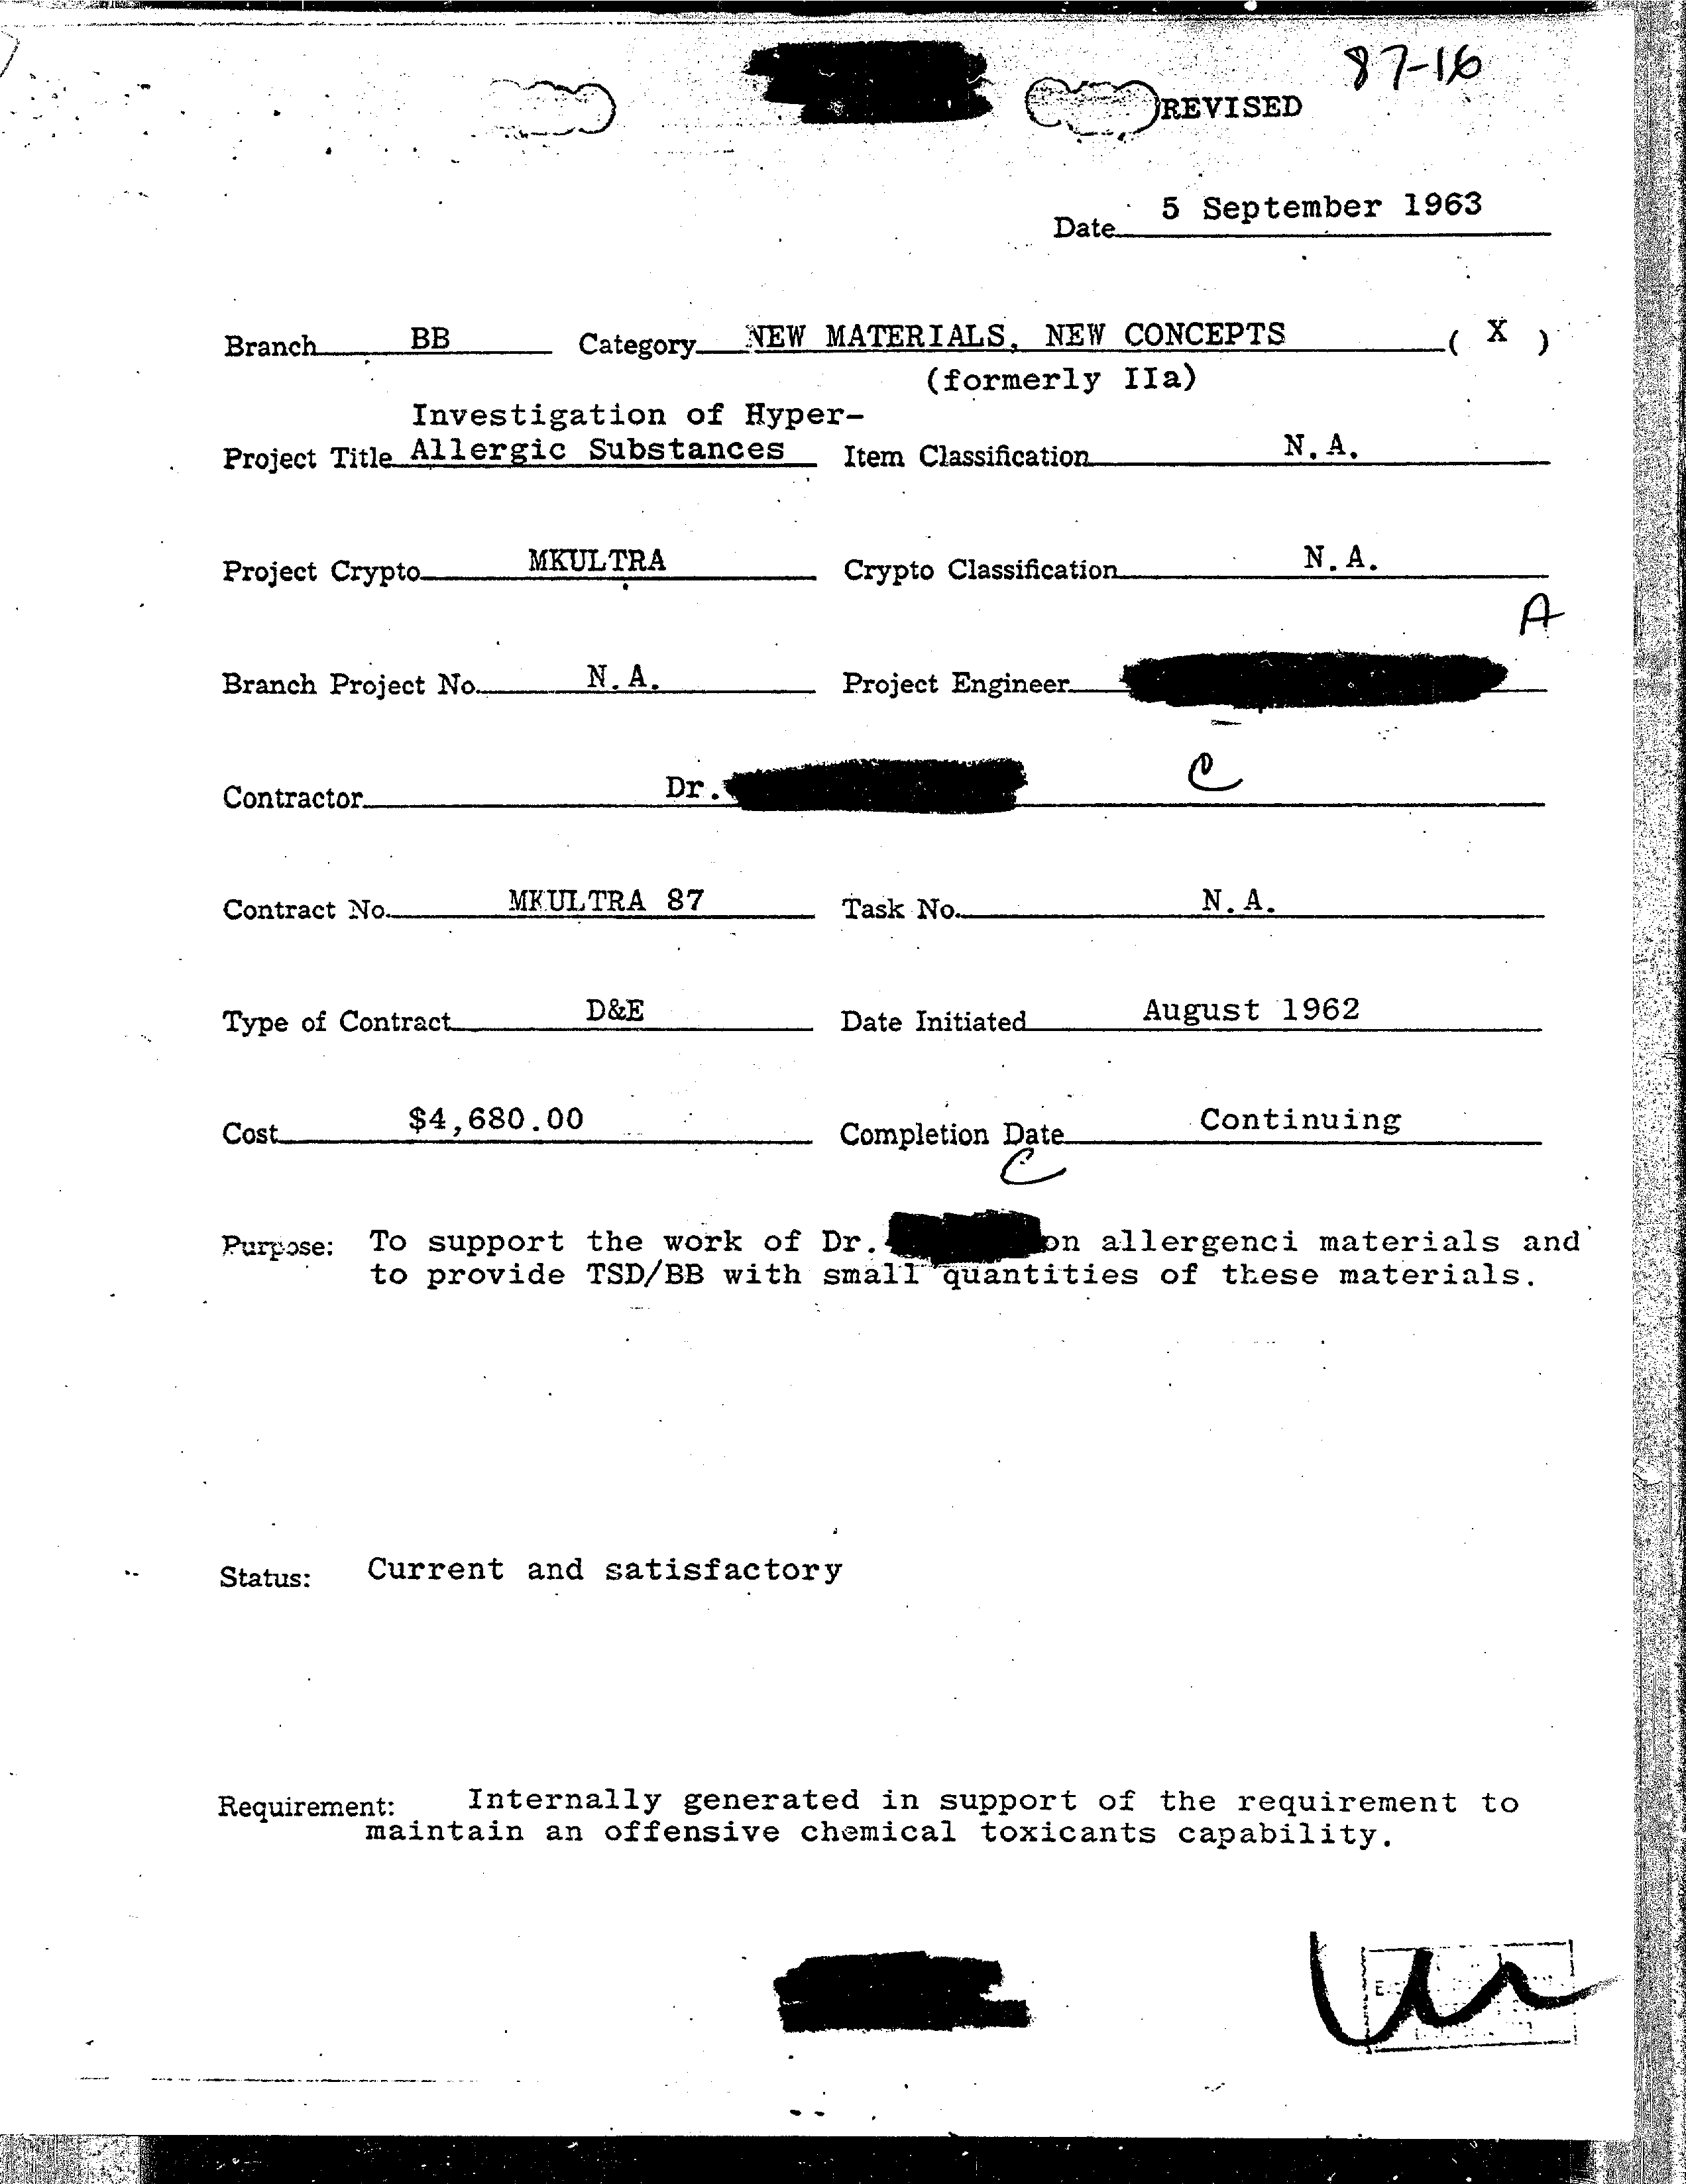 87-16
REVISED
Date 5 September 1963
Branch BB Category NEW MATERIALS, NEW CONCEPTS ( X )
(formerly IIa)
Investigation of Hyper-
Project Title Allergic Substances Item Classification N.A.
Project Crypto MKULTRA Crypto Classification N.A.
A
Branch Project No. N.A. Project Engineer
Contractor Dr. C
Contract No. MKULTRA 87 Task No. N.A.
Type of Contract D&E Date Initiated August 1962
Cost $4,680.00 Completion Date Continuing
C
Purpose: To support the work of Dr. on allergenci materials and
to provide TSD/BB with small quantities of these materials.
Status: Current and satisfactory
Requirement: Internally generated in support of the requirement to
maintain an offensive chemical toxicants capability.